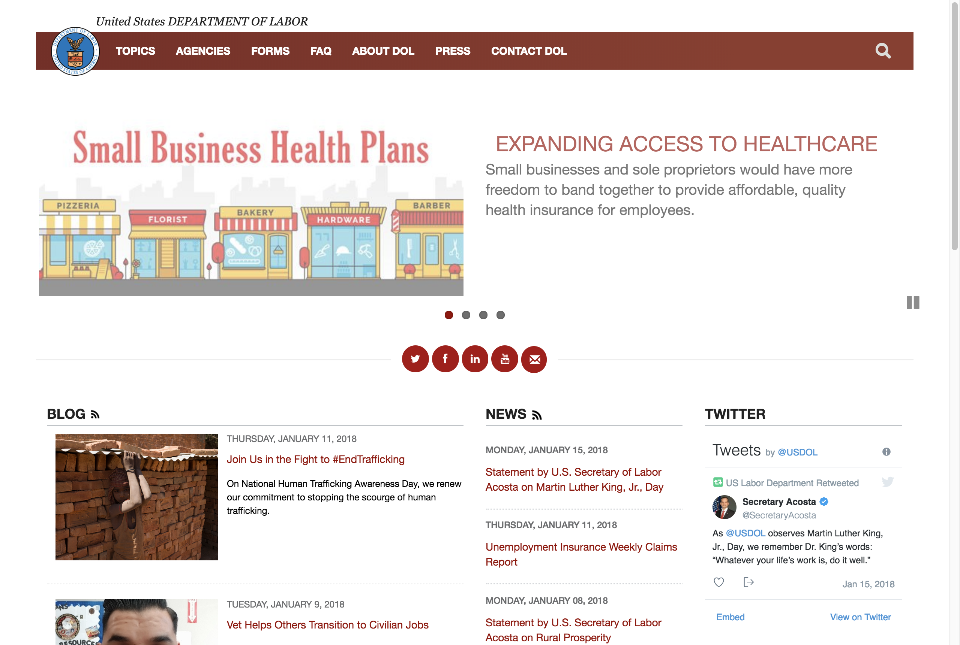 United States DEPARTMENT OF LABOR
TOPICS AGENCIES FORMS FAQ ABOUT DOL PRESS CONTACT DOL
Small Business Health Plans
PIZZERIA
FLORIST
BAKERY
HARDWARE
BARBER
EXPANDING ACCESS TO HEALTHCARE
Small businesses and sole proprietors would have more
freedom to band together to provide affordable, quality
health insurance for employees.
BLOG
THURSDAY, JANUARY 11, 2018
Join Us in the Fight to #EndTrafficking
On National Human Trafficking Awareness Day, we renew
our commitment to stopping the scourge of human
trafficking.
RESOURCES
TUESDAY, JANUARY 9, 2018
Vet Helps Others Transition to Civilian Jobs
NEWS
MONDAY, JANUARY 15, 2018
Statement by U.S. Secretary of Labor
Acosta on Martin Luther King, Jr., Day
THURSDAY, JANUARY 11, 2018
Unemployment Insurance Weekly Claims
Report
MONDAY, JANUARY 08, 2018
Statement by U.S. Secretary of Labor
Acosta on Rural Prosperity
TWITTER
Tweets by @USDOL
US Labor Department Retweeted
Secretary Acosta
@SecretaryAcosta
As @USDOL observes Martin Luther King,
Jr., Day, we remember Dr. King's words:
"Whatever your life's work is, do it well."
Jan 15, 2018
Embed View on Twitter